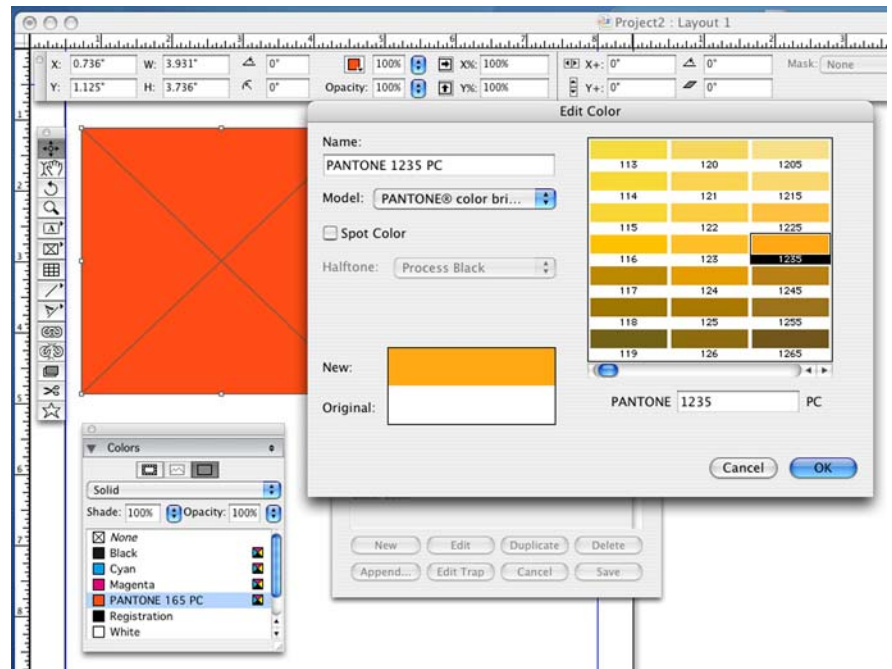 Project2 : Layout 1
X: 0.736" W: 3.931" 0° 100% X%: 100% X+: 0° 0° Mask: None
Y: 1.125" H: 3.736" 0° Opacity: 100% Y%: 100% Y+: 0° 0°
Edit Color
Name:
PANTONE 1235 PC
Model: PANTONE® color bri...
Spot Color
Halftone: Process Black
New:
Original:
113 120 1205
114 121 1215
115 122 1225
116 123 1235
117 124 1245
118 125 1255
119 126 1265
PANTONE 1235 PC
Cancel OK
Colors
Solid
Shade: 100% Opacity: 100%
None
Black
Cyan
Magenta
PANTONE 165 PC
Registration
White
New Edit Duplicate Delete
Append... Edit Trap Cancel Save